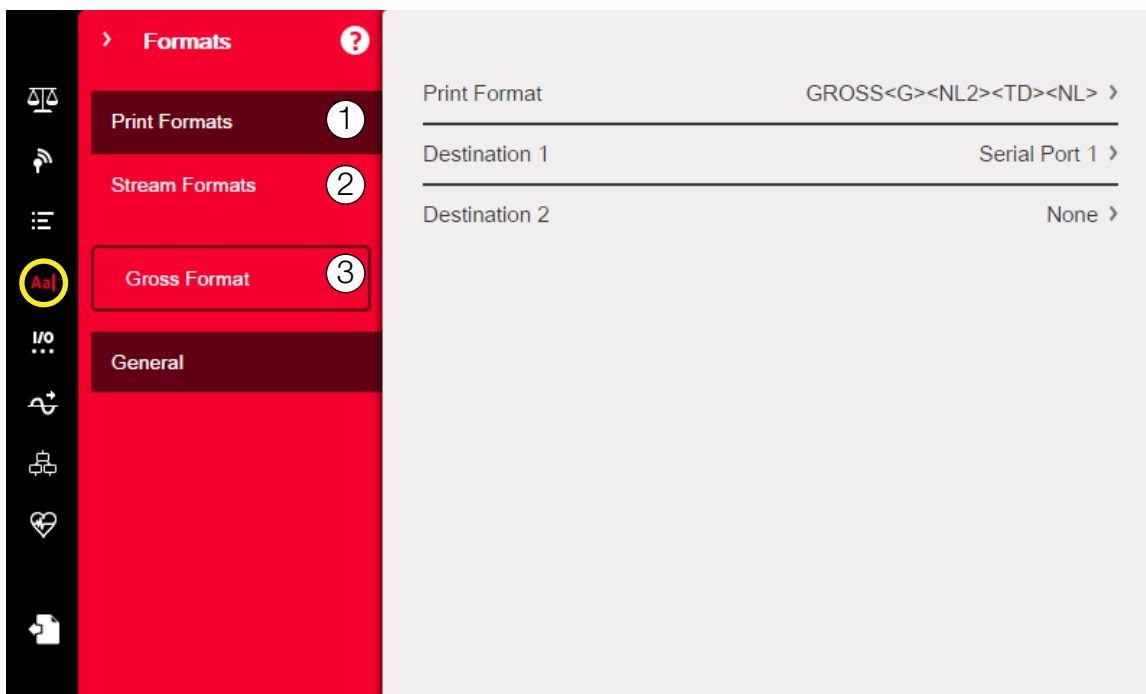 Formats ?
Print Formats 1
Stream Formats 2
Gross Format 3
General
Aa
I/O
Print Format GROSS<G><NL2><TD><NL>
Destination 1 Serial Port 1
Destination 2 None